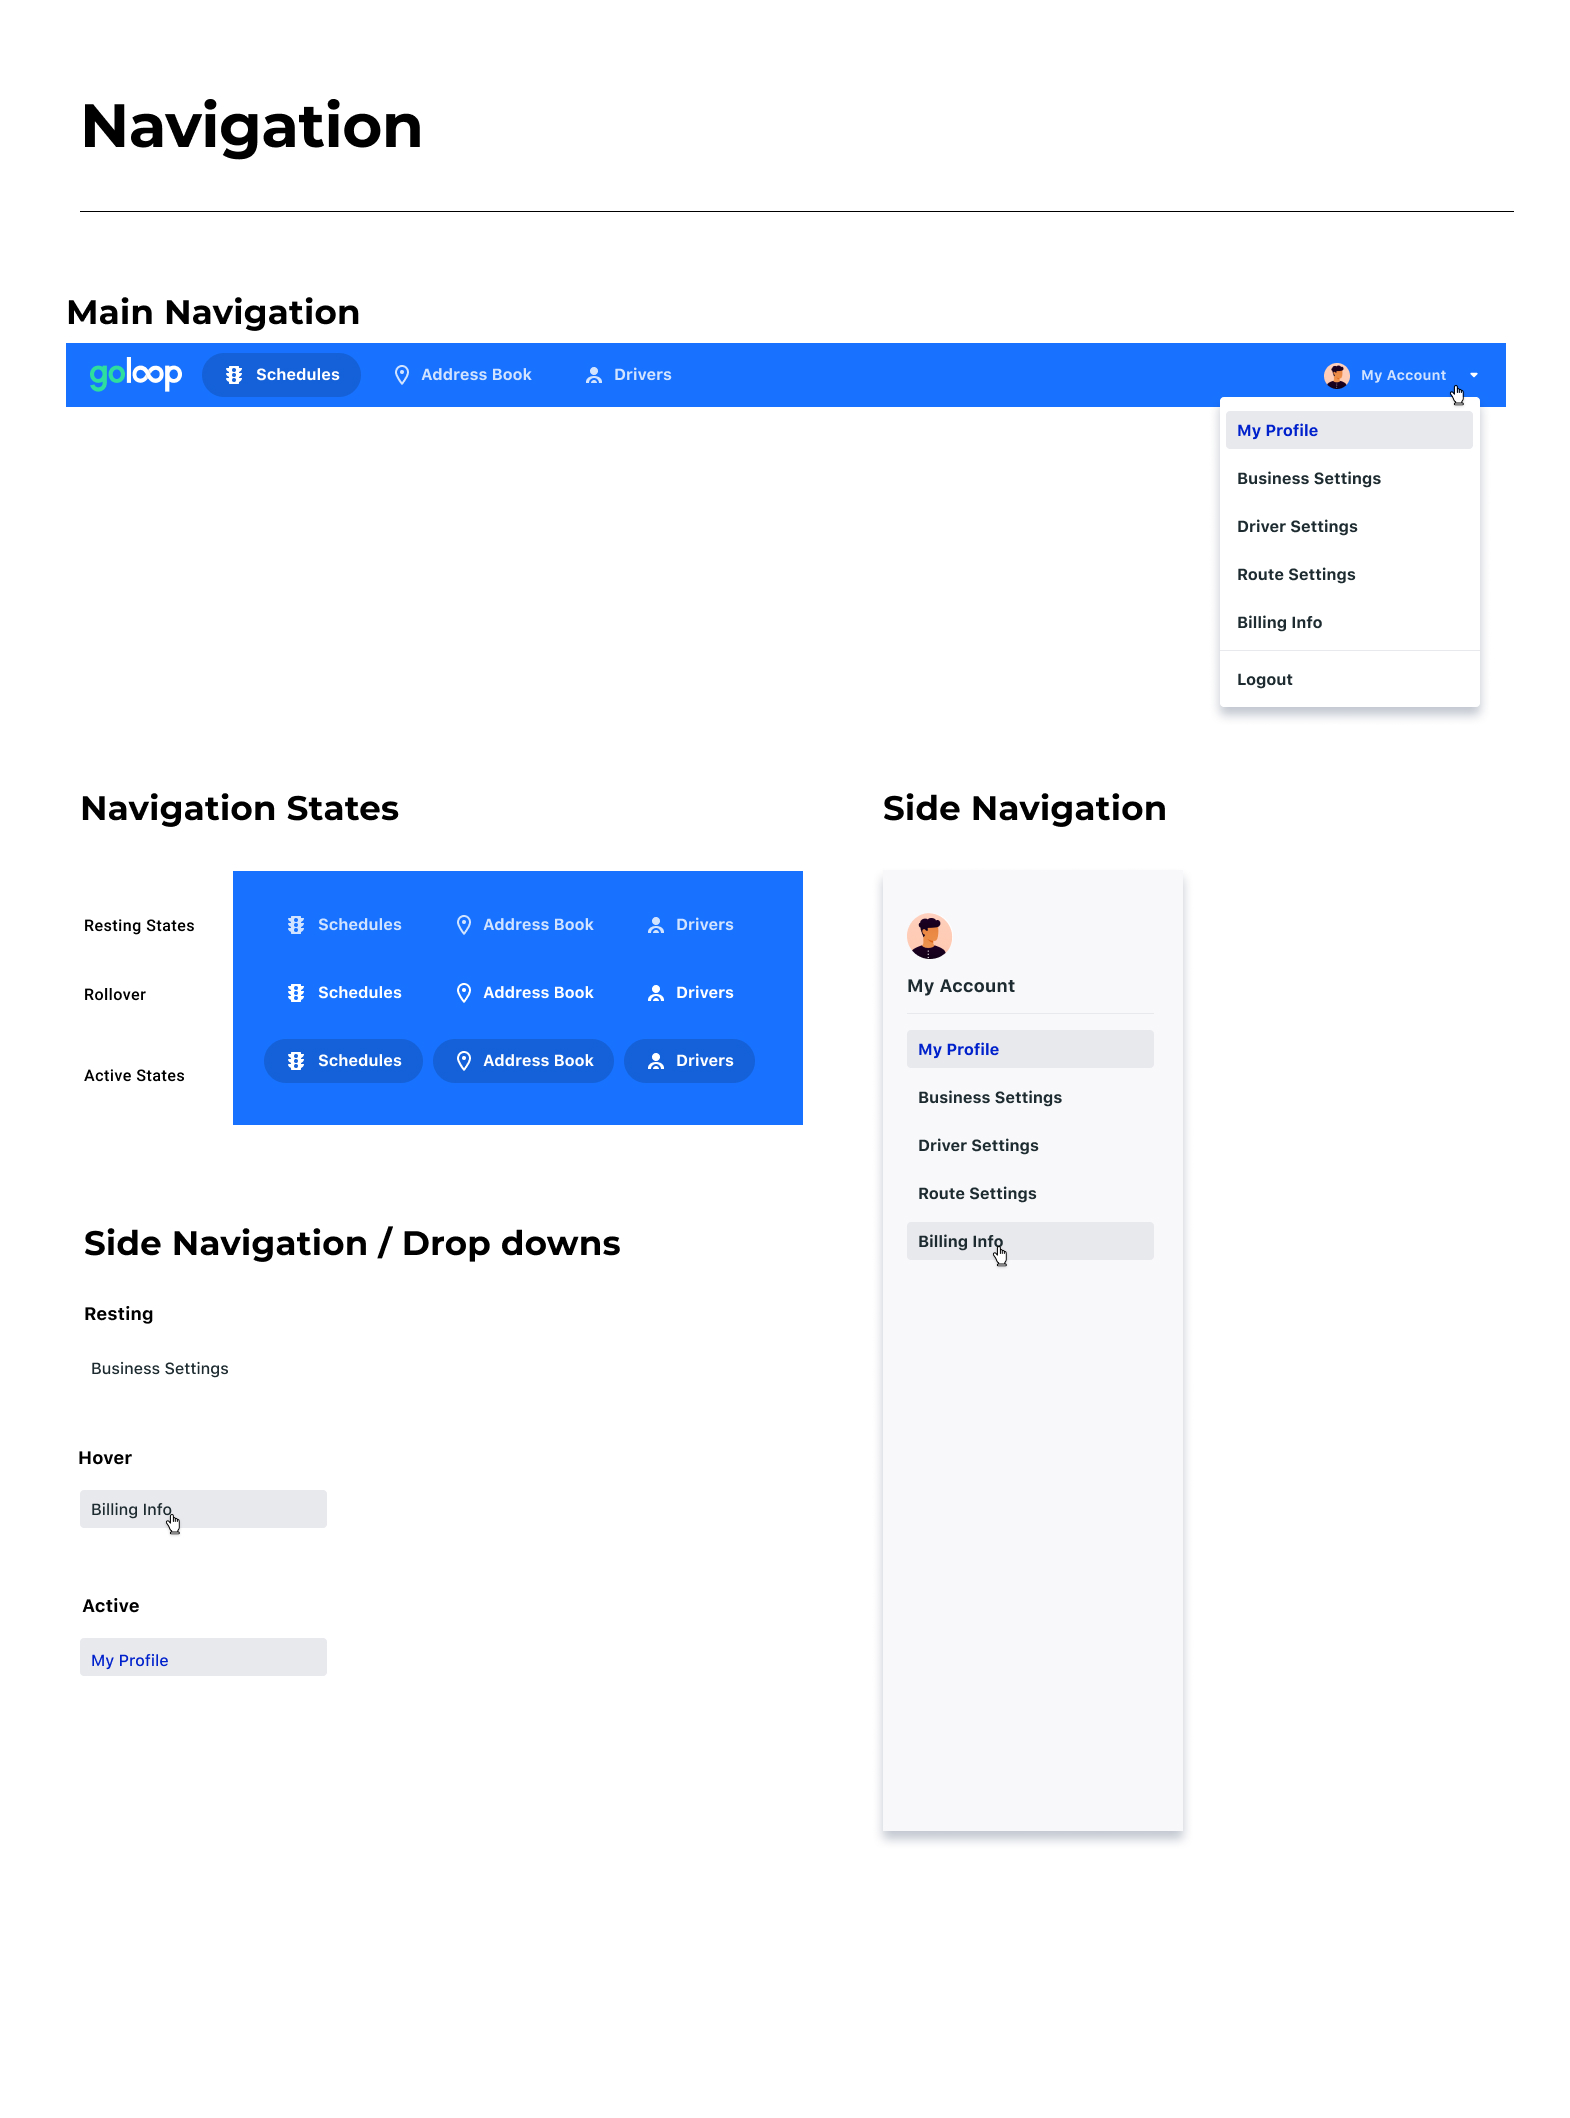 Navigation
Main Navigation
goloop Schedules Address Book Drivers My Account
My Profile
Business Settings
Driver Settings
Route Settings
Billing Info
Logout
Navigation States
Resting States Schedules Address Book Drivers
Rollover Schedules Address Book Drivers
Active States Schedules Address Book Drivers
Side Navigation / Drop downs
Resting
Business Settings
Hover
Billing Info
Active
My Profile
Side Navigation
My Account
My Profile
Business Settings
Driver Settings
Route Settings
Billing Info